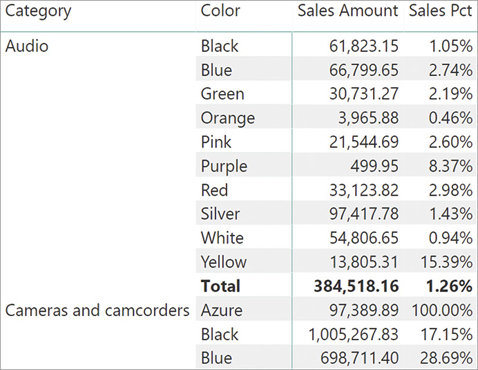 Category Color Sales Amount Sales Pct
Audio Black 61,823.15 1.05%
Blue 66,799.65 2.74%
Green 30,731.27 2.19%
Orange 3,965.88 0.46%
Pink 21,544.69 2.60%
Purple 499.95 8.37%
Red 33,123.82 2.98%
Silver 97,417.78 1.43%
White 54,806.65 0.94%
Yellow 13,805.31 15.39%
Total 384,518.16 1.26%
Cameras and camcorders Azure 97,389.89 100.00%
Black 1,005,267.83 17.15%
Blue 698,711.40 28.69%